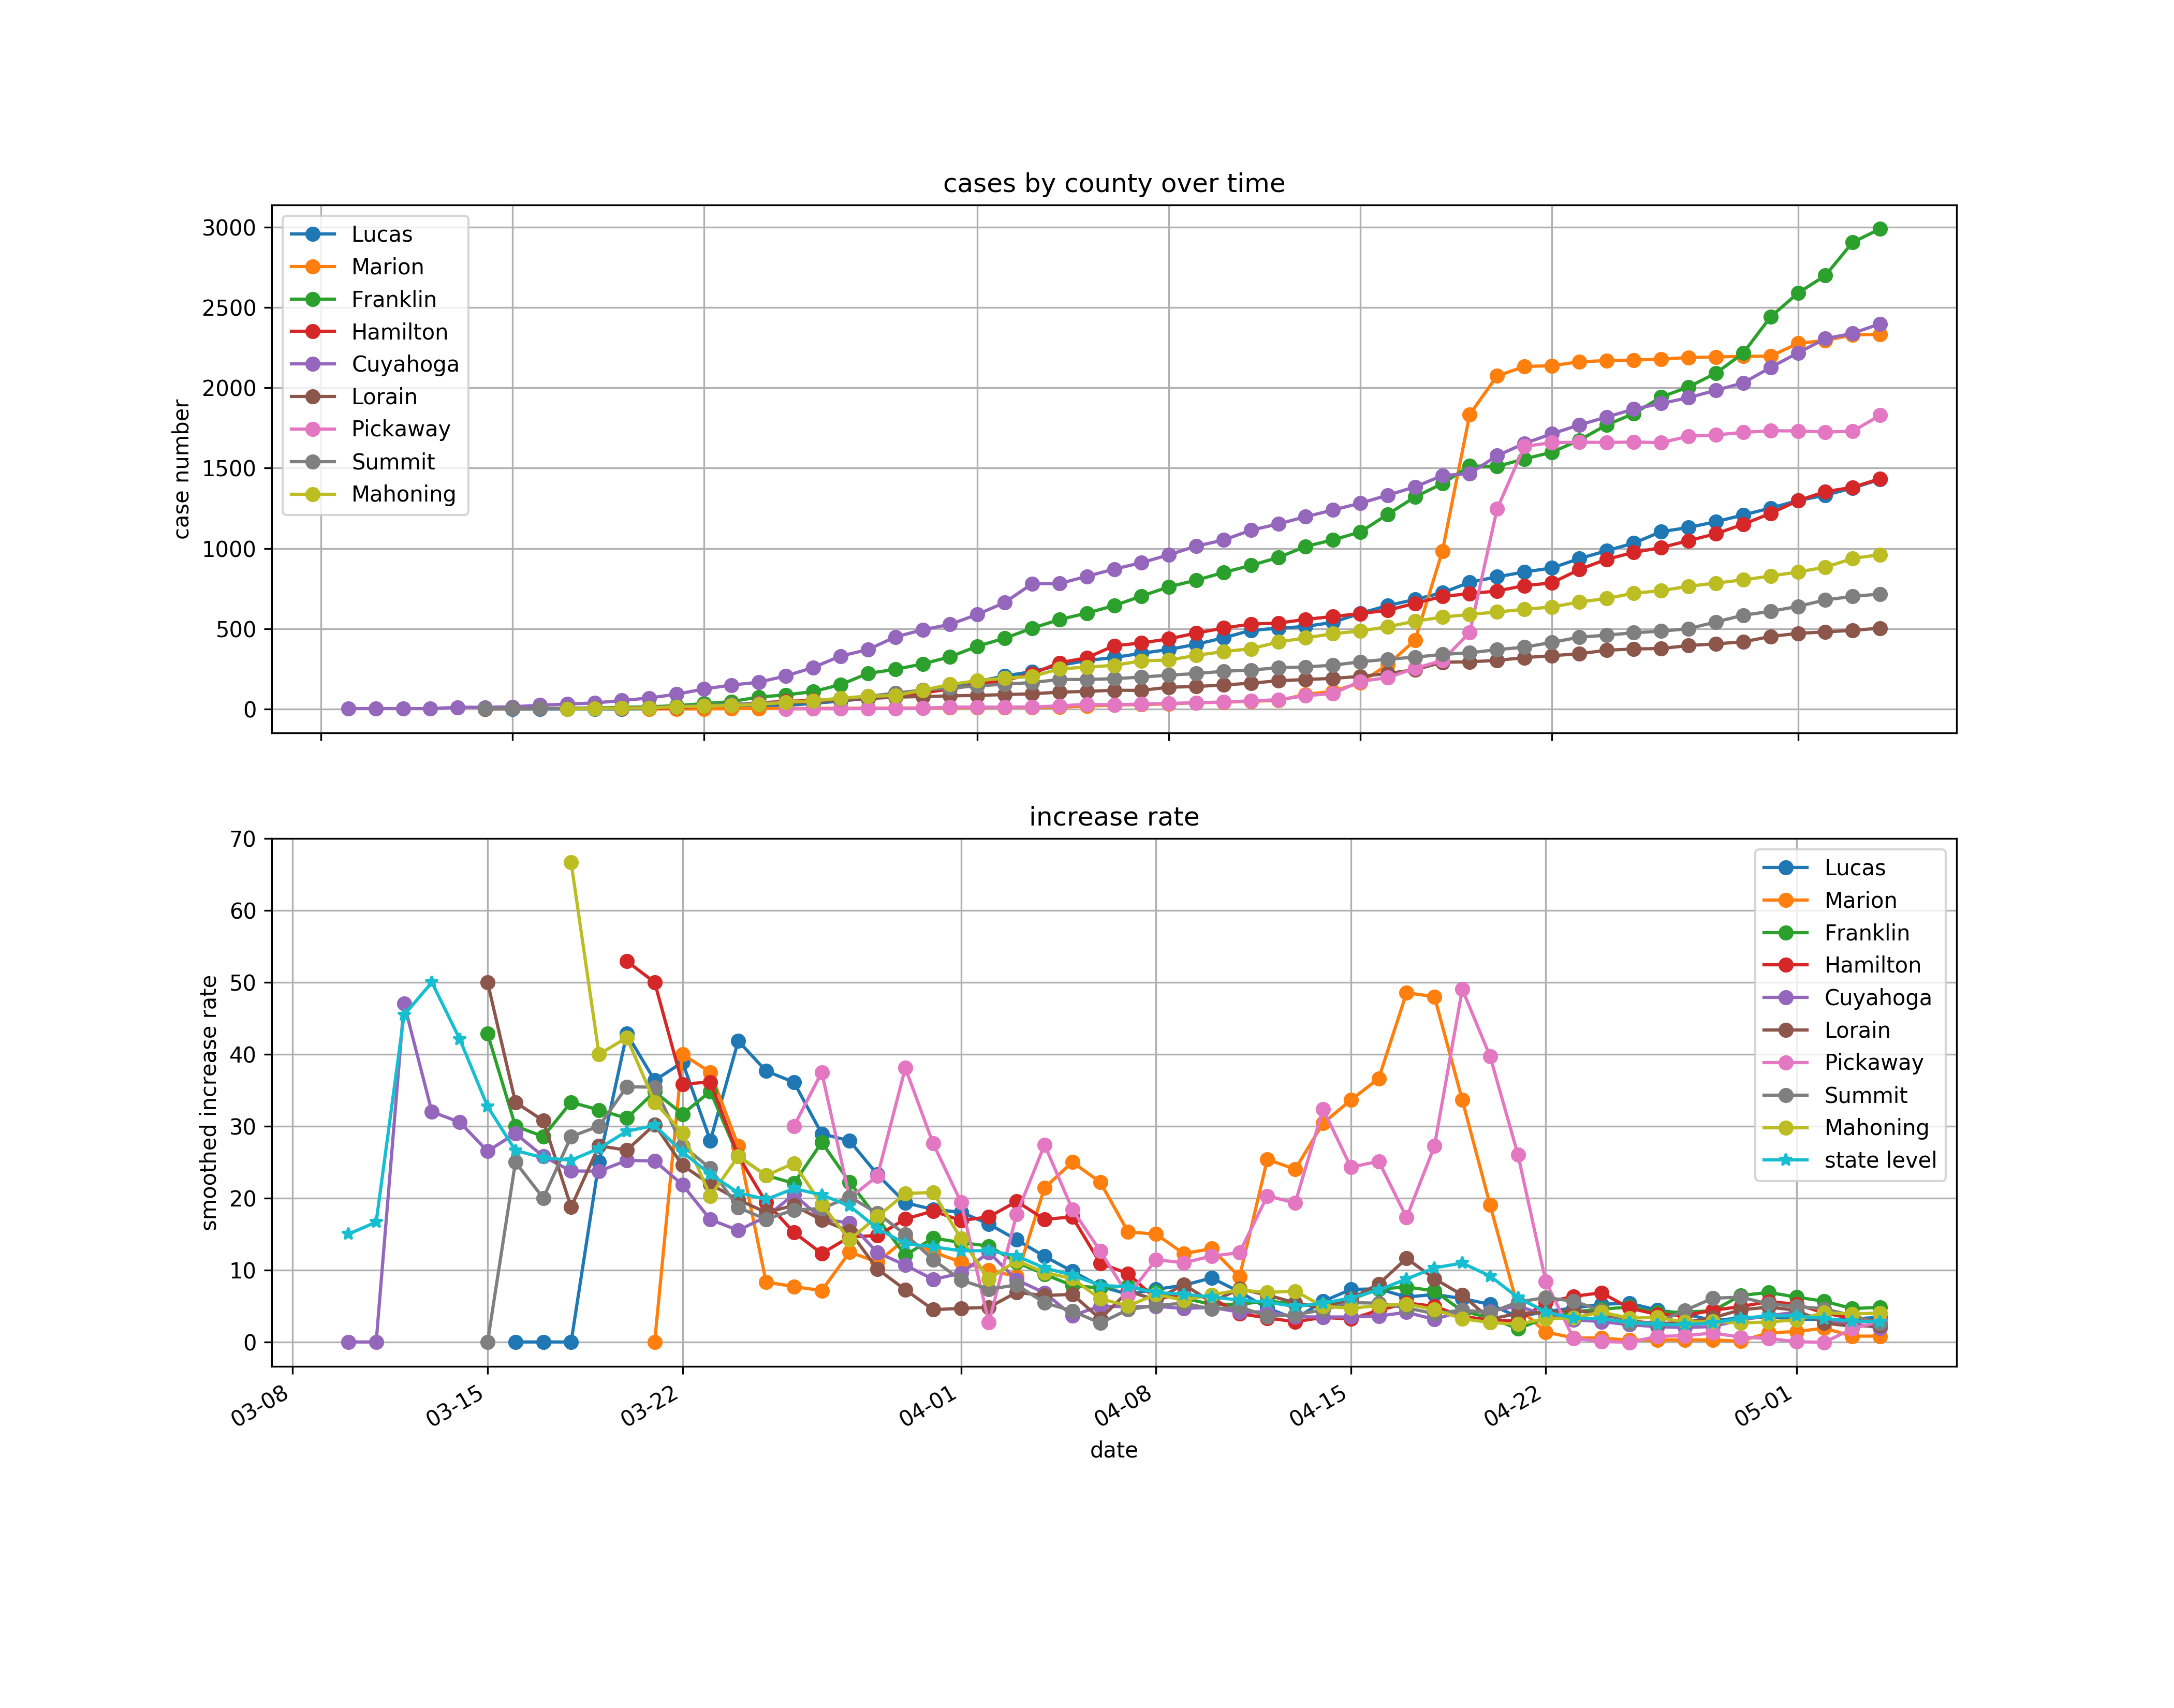 cases by county over time
case number
3000
2500
2000
1500
1000
500
0
Lucas
Marion
Franklin
Hamilton
Cuyahoga
Lorain
Pickaway
Summit
Mahoning
increase rate
smoothed increase rate
70
60
50
40
30
20
10
0
Lucas
Marion
Franklin
Hamilton
Cuyahoga
Lorain
Pickaway
Summit
Mahoning
state level
03-08
03-15
03-22
04-01
04-08
04-15
04-22
05-01
date